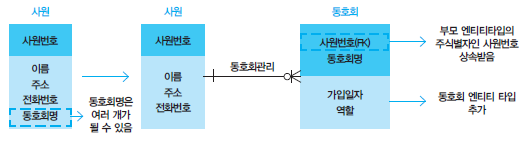 사원
사원번호
이름
주소
전화번호
동호회명
동호회명은
여러 개가
될 수 있음
사원
사원번호
이름
주소
전화번호
동호회관리
동호회
사원번호(FK)
동호회명
가입일자
역할
부모 엔티티타입의
주식별자인 사원번호
상속받음
동호회 엔티티 타입
추가